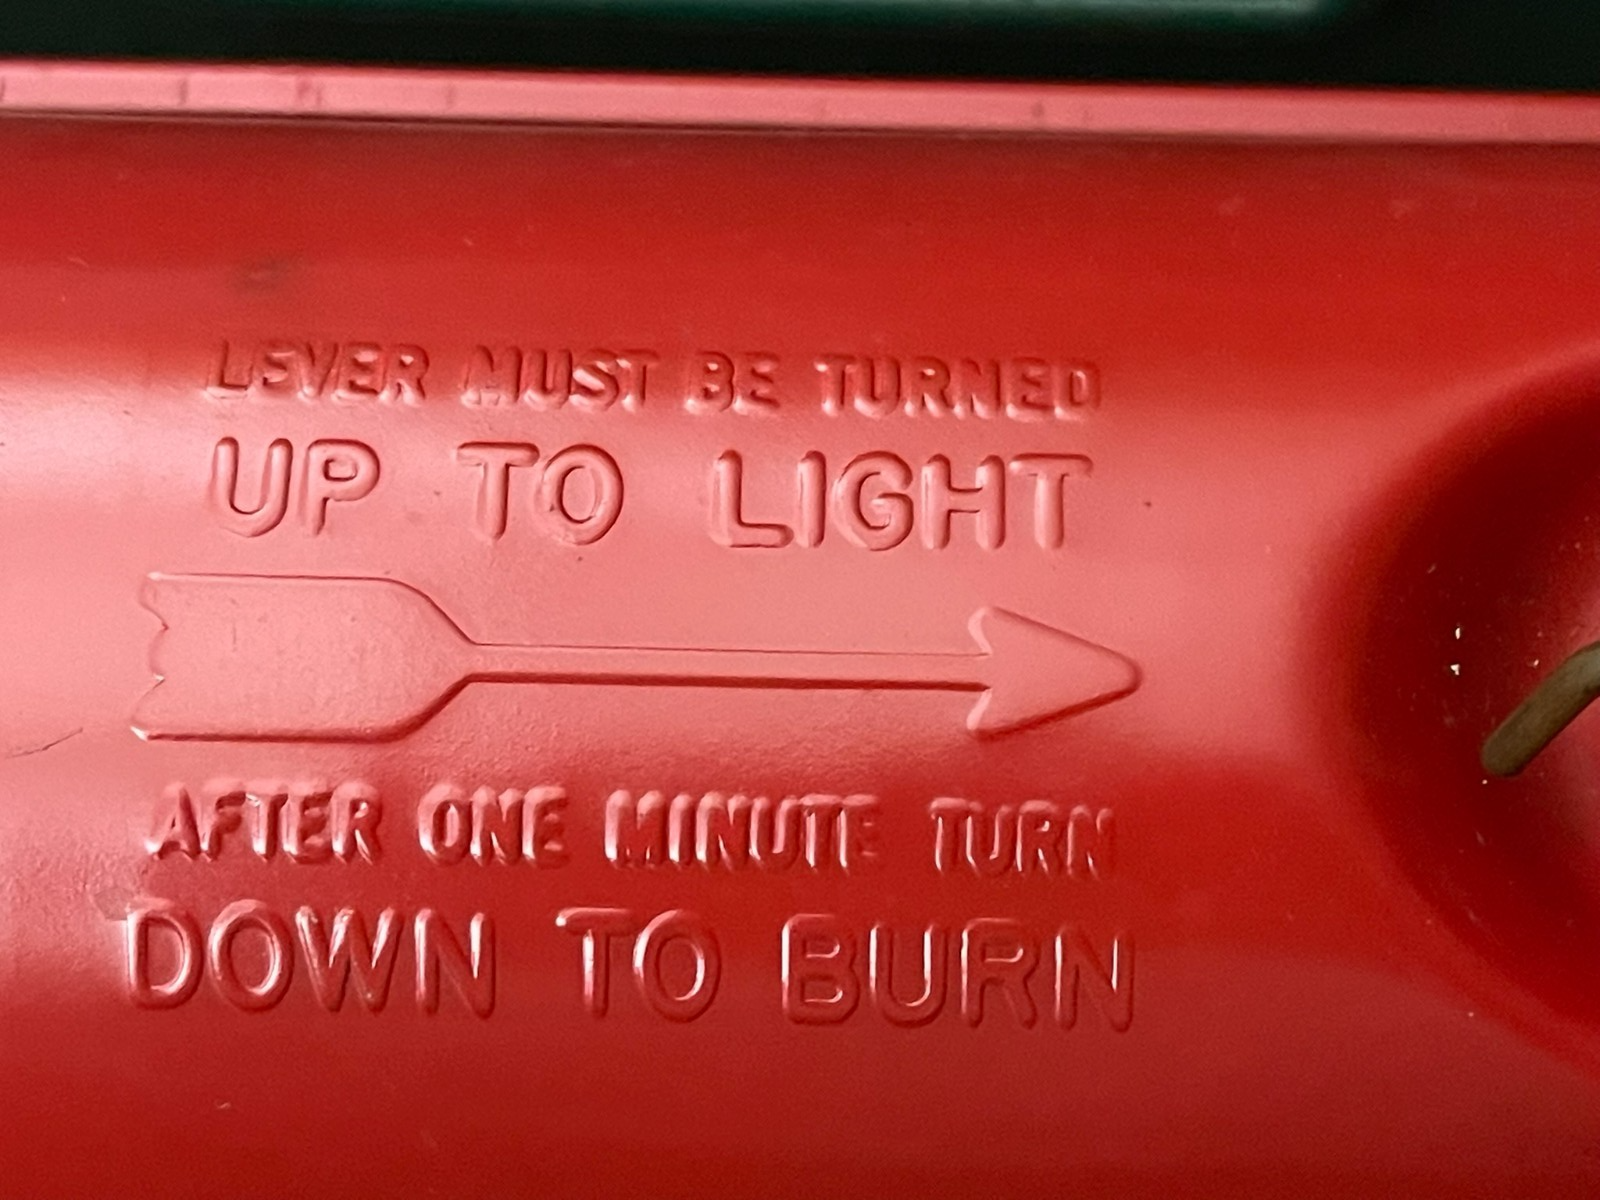 LEVER MUST BE TURNED
UP TO LIGHT
AFTER ONE MINUTE TURN
DOWN TO BURN